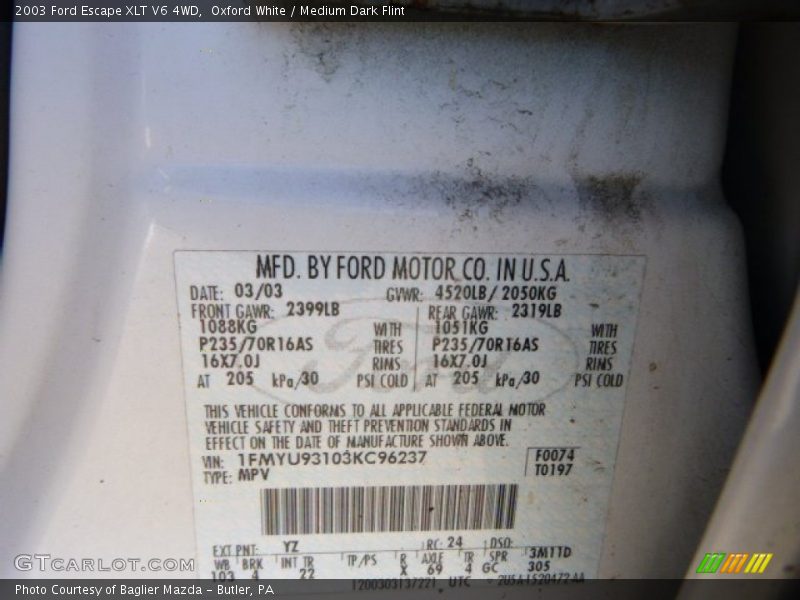 2003 Ford Escape XLT V6 4WD,  Oxford White / Medium Dark Flint
MFD. BY FORD MOTOR CO. IN U.S.A.
DATE: 03/03 GVWR: 4520LB/ 2050KG
FRONT GAWR: 2399LB REAR GAWR: 2319LB
1088KG WITH 1051KG WITH
P235/70R16AS TIRES P235/70R16AS TIRES
16X7.0J RIMS 16X7.0J RIMS
AT 205 kPa/30 PSI COLD AT 205 kPa/30 PSI COLD
THIS VEHICLE CONFORMS TO ALL APPLICABLE FEDERAL MOTOR
VEHICLE SAFETY AND THEFT PREVENTION STANDARDS IN
EFFECT ON THE DATE OF MANUFACTURE SHOWN ABOVE.
VIN: 1FMYU93103KC96237 F0074
TYPE: MPV T0197
EXT PNT: YZ RC: 24 DSO:
WB BRK INT TR TP/PS R AXLE TR SPR 3M11D
103 4 22 X 69 4 GC 305
UTC
GTCarLot.com
Photo Courtesy of Baglier Mazda - Butler, PA